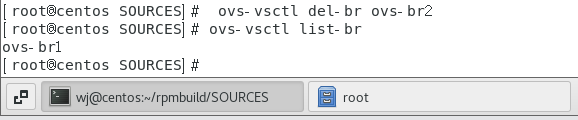 [root@centos SOURCES]# ovs-vsctl del-br ovs-br2
[root@centos SOURCES]# ovs-vsctl list-br
ovs-br1
[root@centos SOURCES]#
wj@centos:~/rpmbuild/SOURCES
root